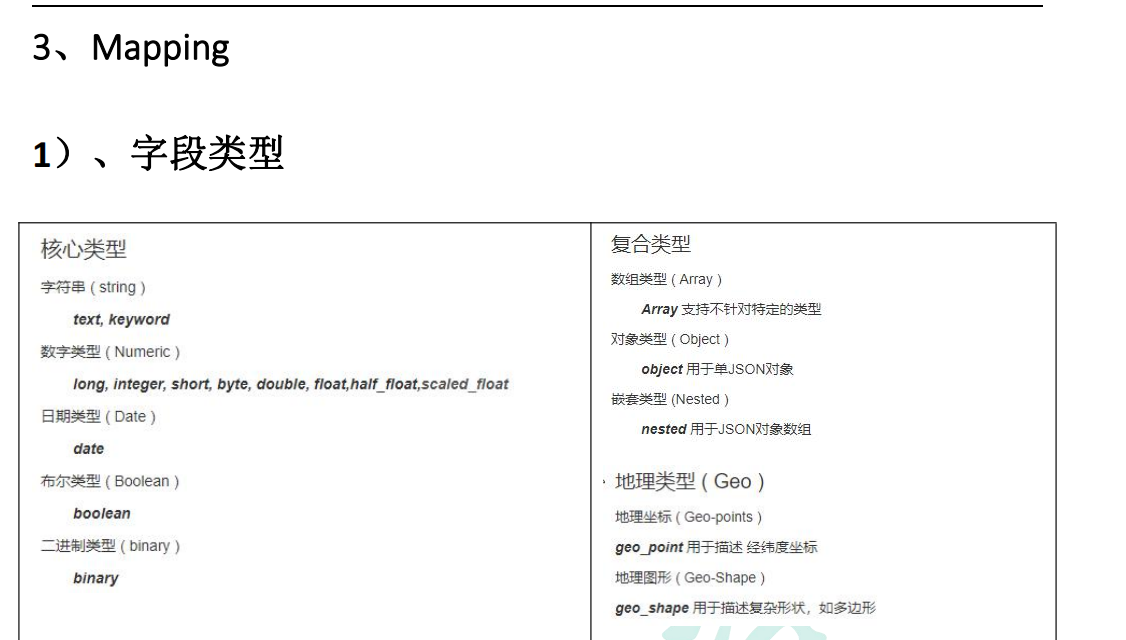 3、Mapping
1）、字段类型
核心类型
字符串 ( string )
text, keyword
数字类型 ( Numeric )
long, integer, short, byte, double, float,half_float,scaled_float
日期类型 ( Date )
date
布尔类型 ( Boolean )
boolean
二进制类型 ( binary )
binary
复合类型
数组类型 ( Array )
Array 支持不针对特定的类型
对象类型 ( Object )
object 用于单JSON对象
嵌套类型 (Nested )
nested 用于JSON对象数组
地理类型 ( Geo )
地理坐标 ( Geo-points )
geo_point 用于描述 经纬度坐标
地理图形 ( Geo-Shape )
geo_shape 用于描述复杂形状，如多边形